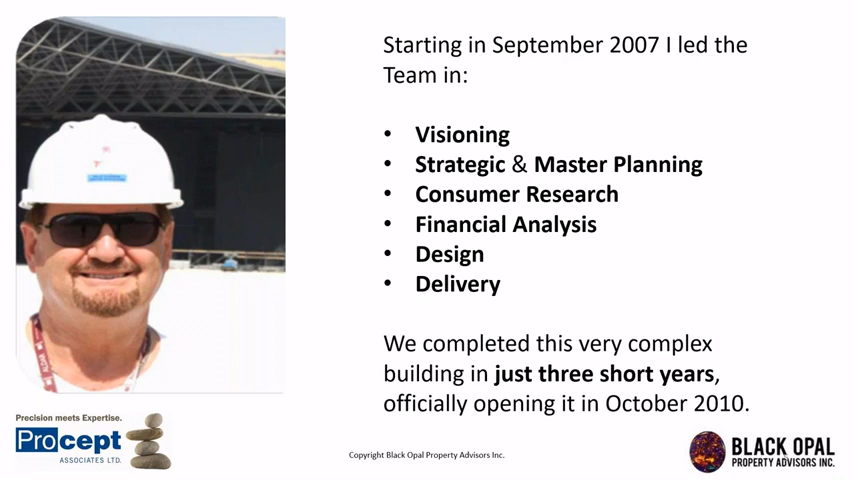 Starting in September 2007 I led the
Team in:
• Visioning
• Strategic & Master Planning
• Consumer Research
• Financial Analysis
• Design
• Delivery
We completed this very complex
building in just three short years,
officially opening it in October 2010.
ALDAR
Precision meets Expertise.
Procept
ASSOCIATES LTD.
Copyright Black Opal Property Advisors Inc.
BLACK OPAL
PROPERTY ADVISORS INC.